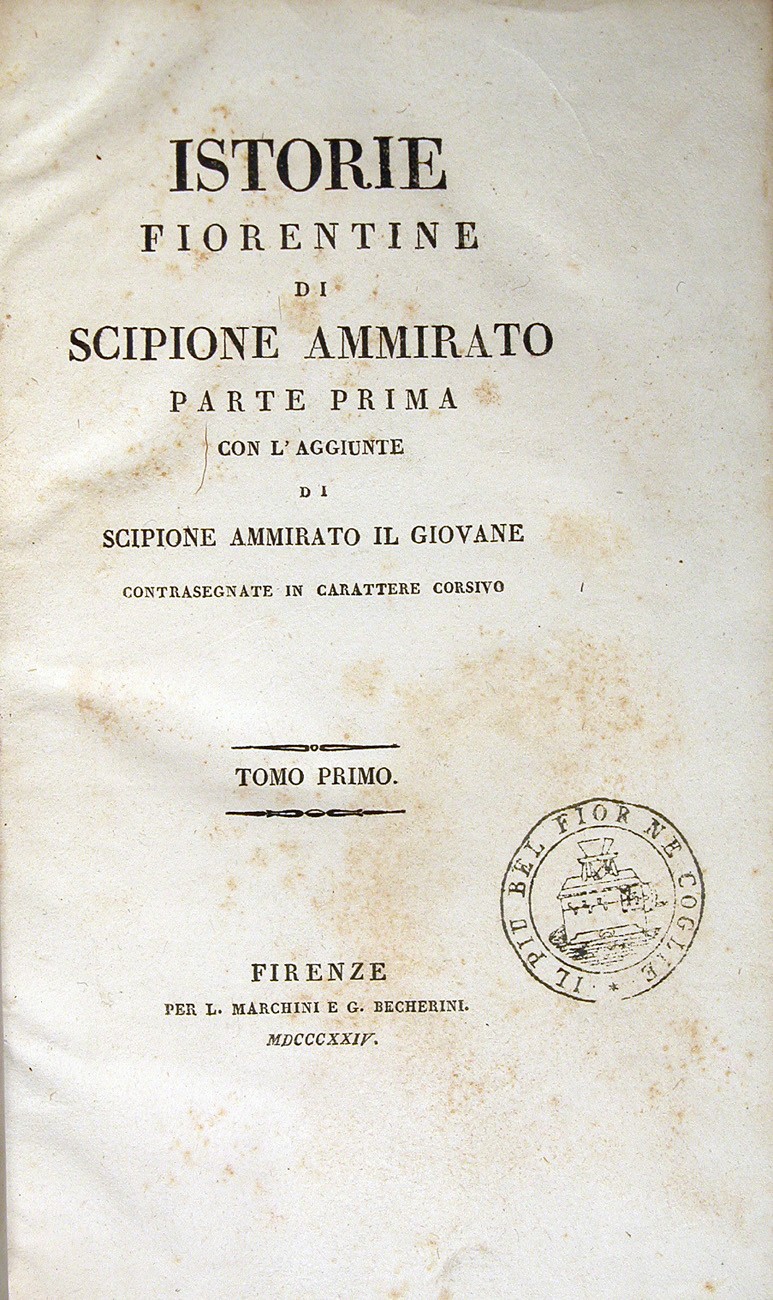 ISTORIE
FIORENTINE
DI
SCIPIONE AMMIRATO
PARTE PRIMA
CON L' AGGIUNTE
DI
SCIPIONE AMMIRATO IL GIOVANE
CONTRASEGNATE IN CARATTERE CORSIVO
TOMO PRIMO.
IL PIU BEL FIOR NE COGLIE *
FIRENZE
PER L. MARCHINI E G. BECHERINI.
MDCCCXXIV.